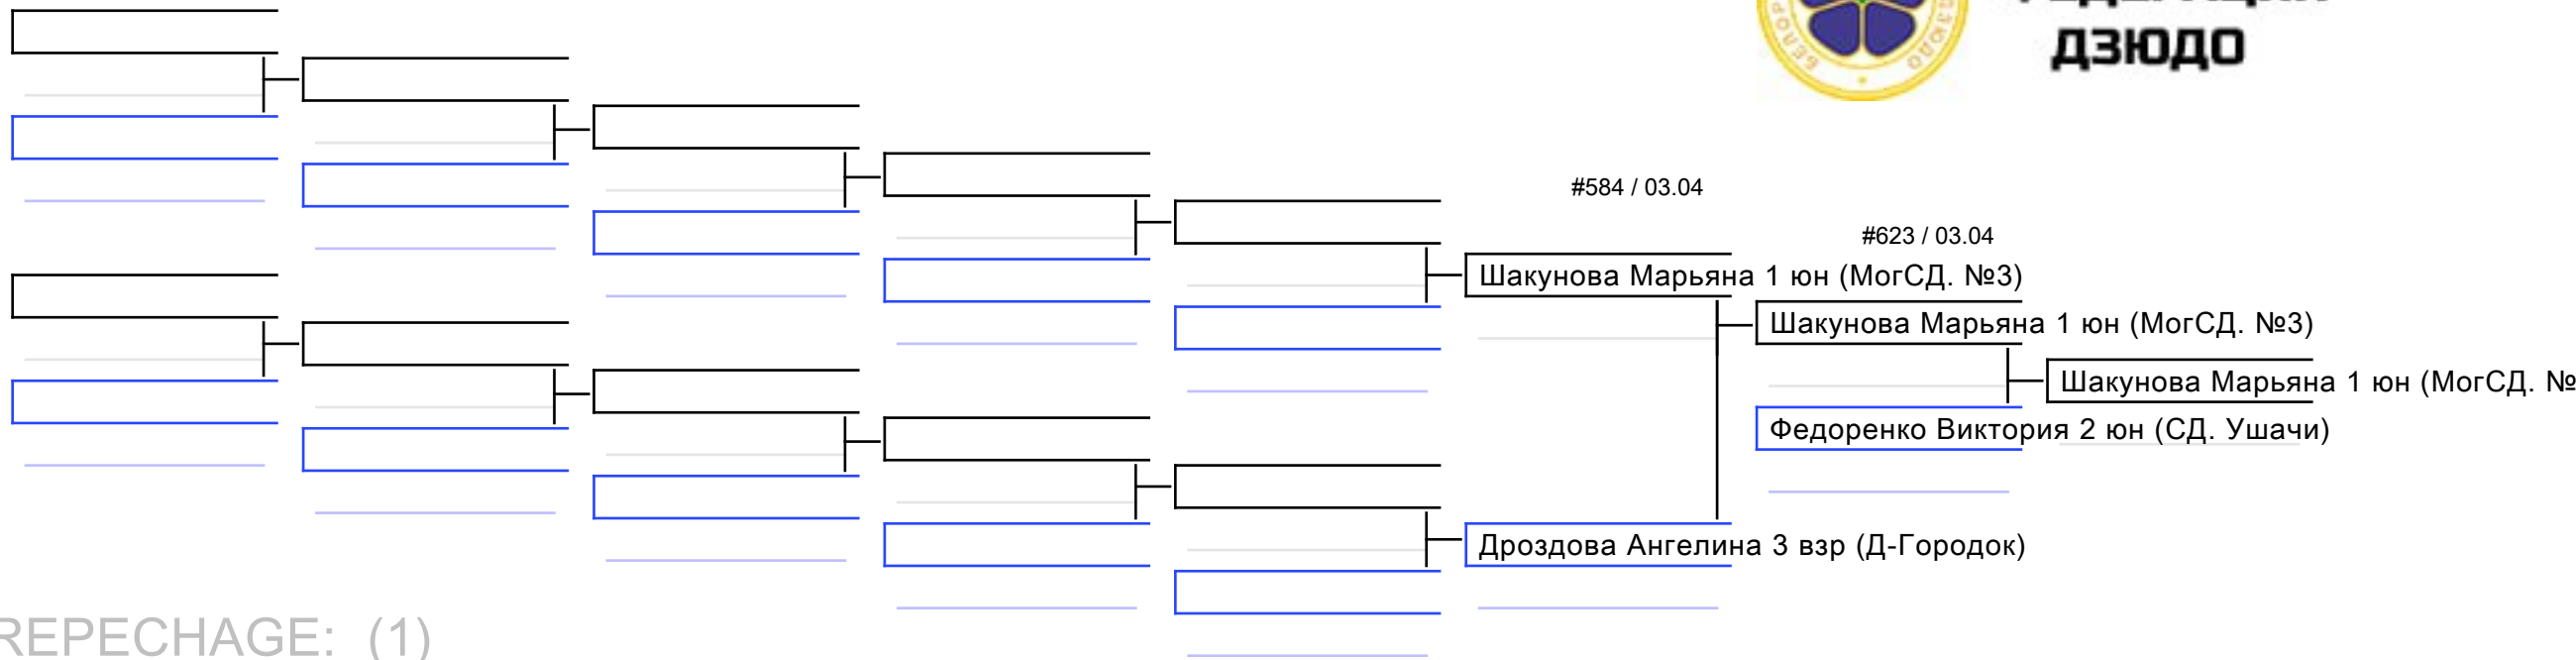 ДЗЮДО
#584 / 03.04
#623 / 03.04
Шакунова Марьяна 1 юн (МогСД. №3)
Шакунова Марьяна 1 юн (МогСД. №3)
Шакунова Марьяна 1 юн (МогСД. №
Федоренко Виктория 2 юн (СД. Ушачи)
Дроздова Ангелина 3 взр (Д-Городок)
REPECHAGE: (1)